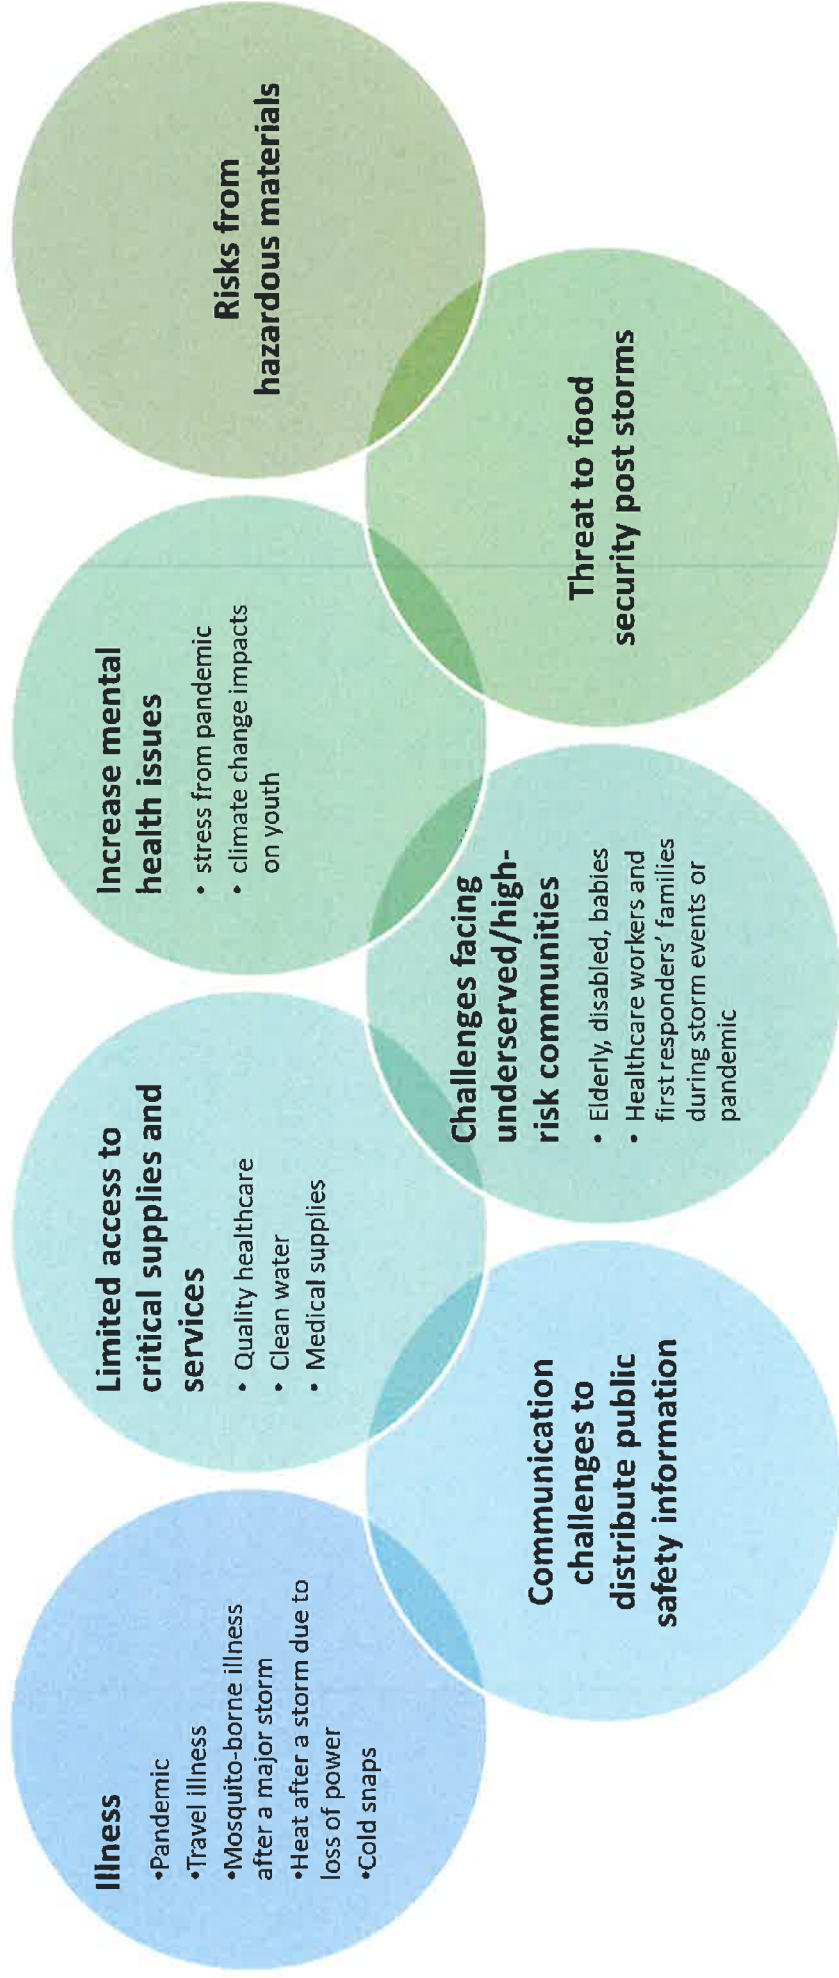 Illness
•Pandemic
•Travel illness
•Mosquito-borne illness
after a major storm
•Heat after a storm due to
loss of power
•Cold snaps
Communication
challenges to
distribute public
safety information
Limited access to
critical supplies and
services
• Quality healthcare
• Clean water
• Medical supplies
Challenges facing
underserved/high-
risk communities
• Elderly, disabled, babies
• Healthcare workers and
first responders' families
during storm events or
pandemic
Increase mental
health issues
• stress from pandemic
• climate change impacts
on youth
Threat to food
security post storms
Risks from
hazardous materials